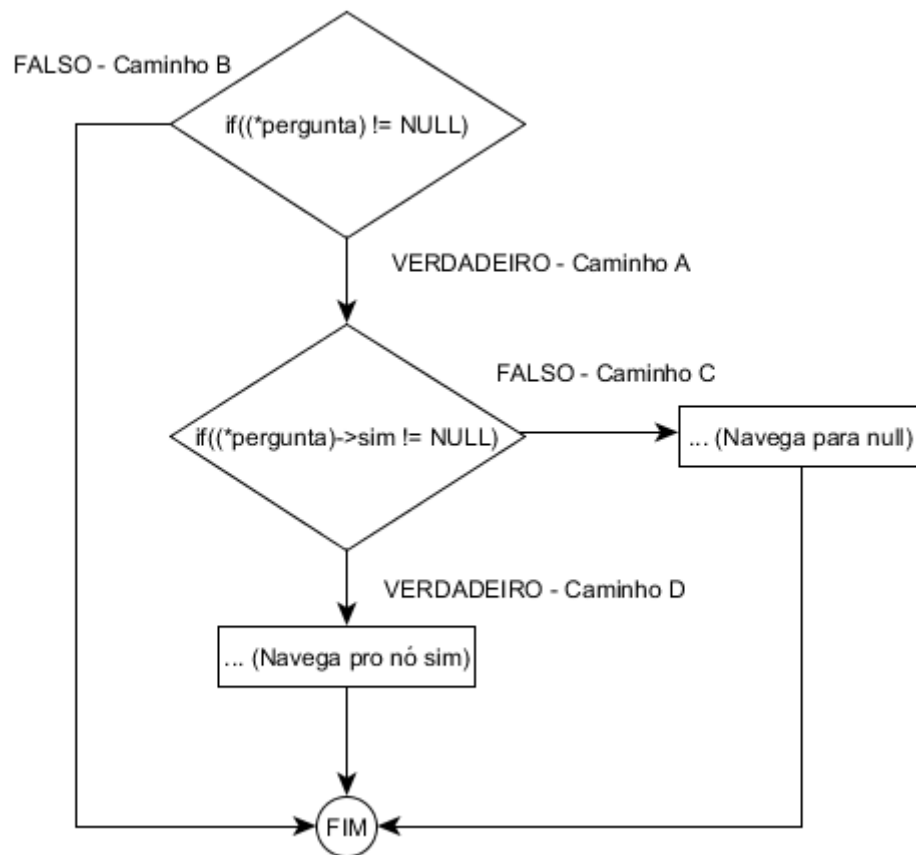 FALSO - Caminho B
if((*pergunta) != NULL)
VERDADEIRO - Caminho A
FALSO - Caminho C
if((*pergunta)->sim != NULL)
... (Navega para null)
VERDADEIRO - Caminho D
... (Navega pro nó sim)
FIM